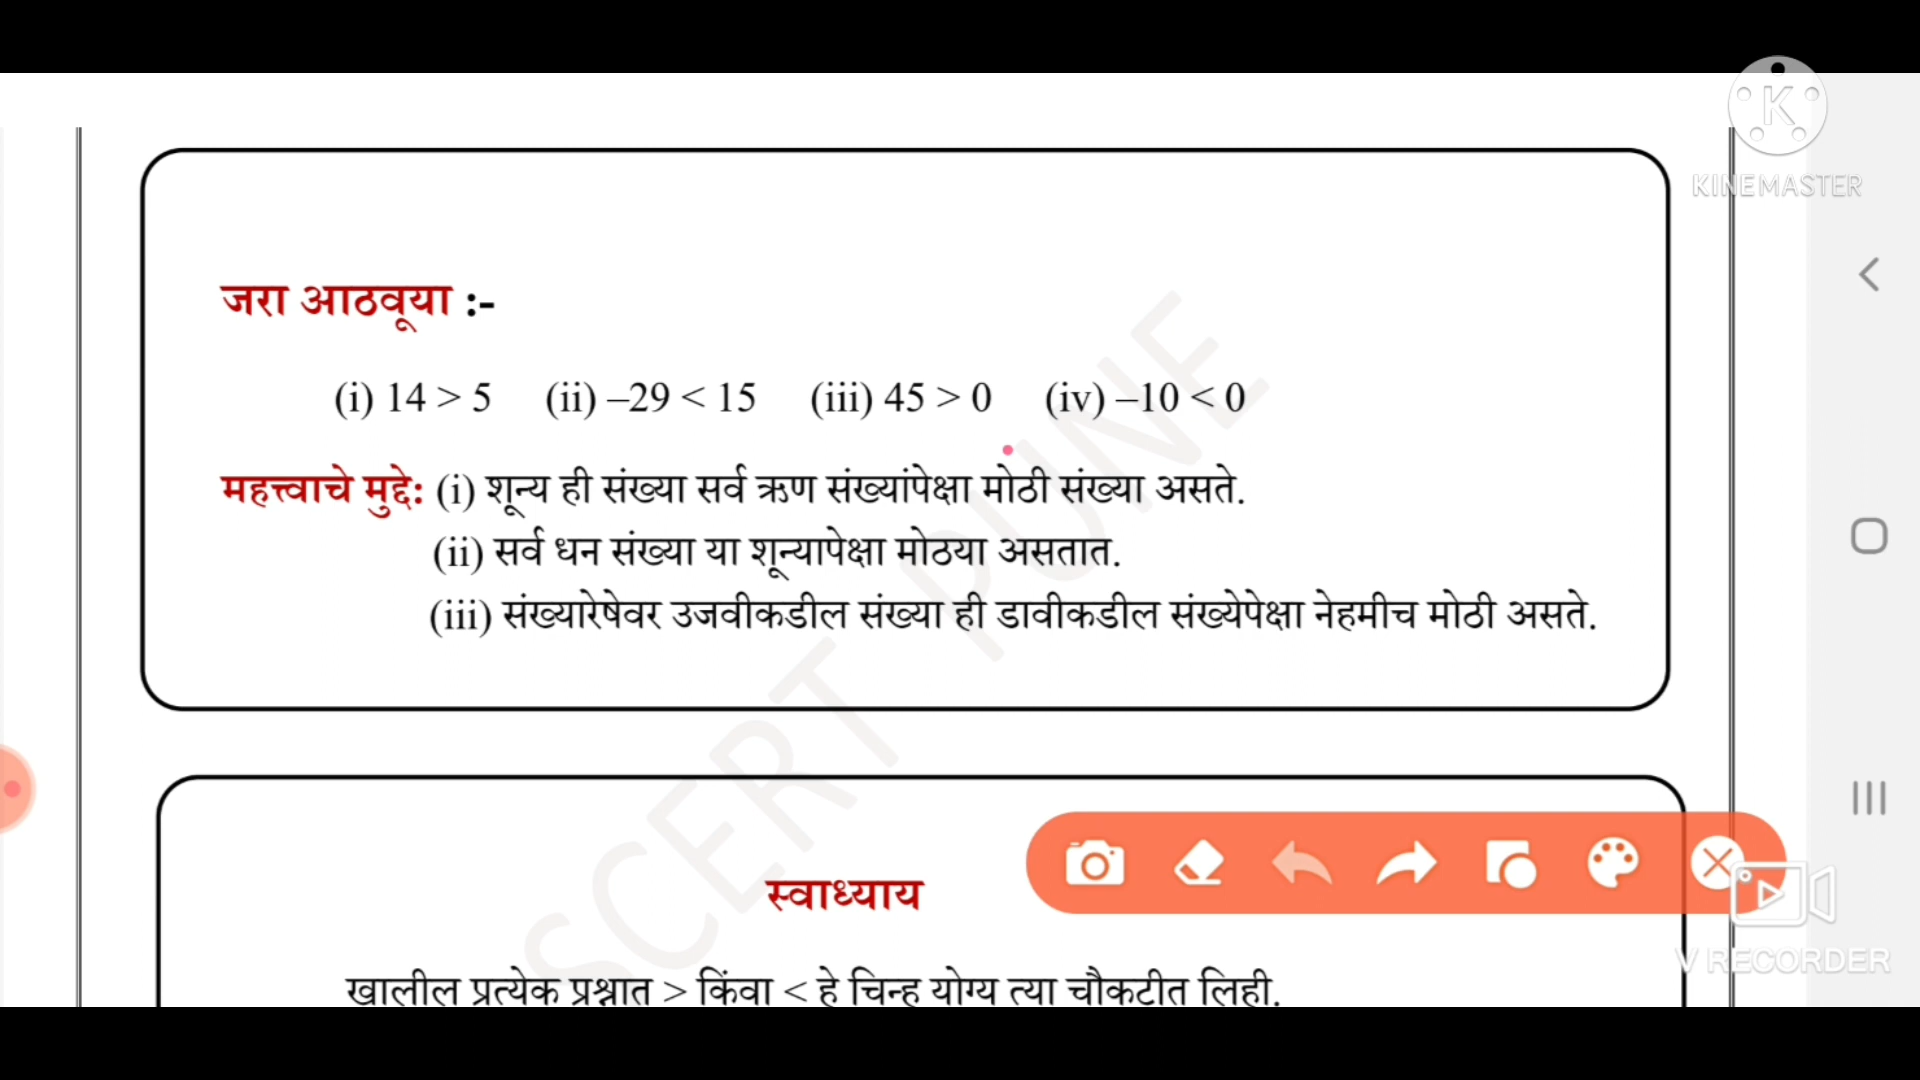 KINEMASTER
जरा आठवूया :-
(i) 14 > 5 (ii) –29 < 15 (iii) 45 > 0 (iv) –10 < 0
महत्त्वाचे मुद्दे: (i) शून्य ही संख्या सर्व ऋण संख्यांपेक्षा मोठी संख्या असते.
(ii) सर्व धन संख्या या शून्यापेक्षा मोठया असतात.
(iii) संख्यारेषेवर उजवीकडील संख्या ही डावीकडील संख्येपेक्षा नेहमीच मोठी असते.
SCERT PUNE
स्वाध्याय
V RECORDER
खालील प्रत्येक प्रश्नात > किंवा < हे चिन्ह योग्य त्या चौकटीत लिही.